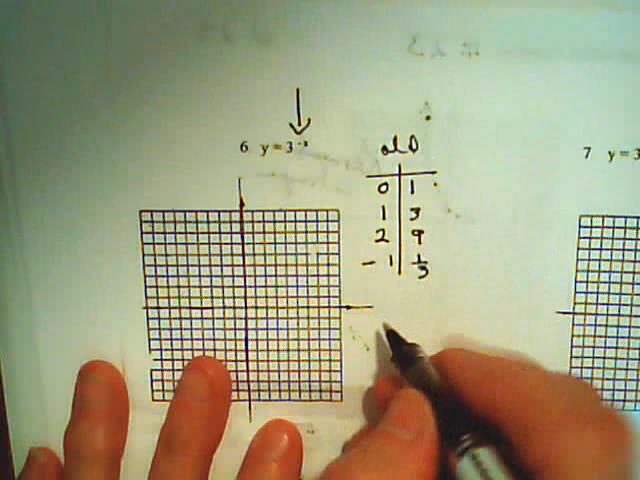 6 y = 3⁻ˣ
old
0 1
1 3
2 9
-1 1/3
7 y = 3